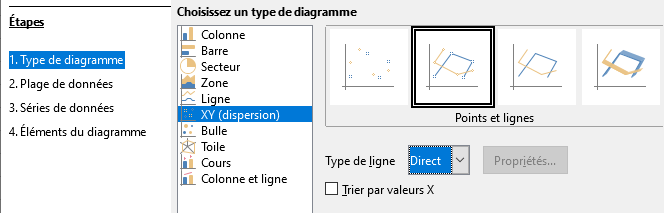 Étapes
1. Type de diagramme
2. Plage de données
3. Séries de données
4. Éléments du diagramme
Choisissez un type de diagramme
Colonne
Barre
Secteur
Zone
Ligne
XY (dispersion)
Bulle
Toile
Cours
Colonne et ligne
Points et lignes
Type de ligne Direct Propriétés...
Trier par valeurs X